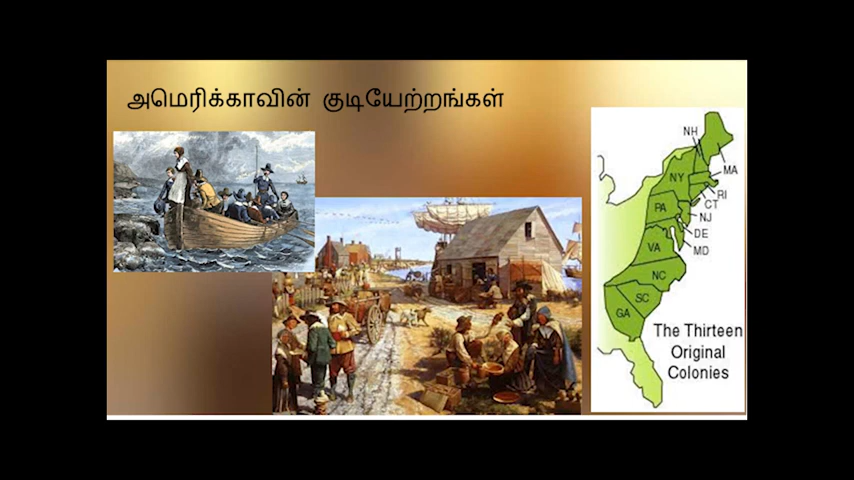 அமெரிக்காவின் குடியேற்றங்கள்
NH
MA
NY
RI
CT
PA
NJ
DE
VA
MD
NC
SC
GA
The Thirteen
Original
Colonies